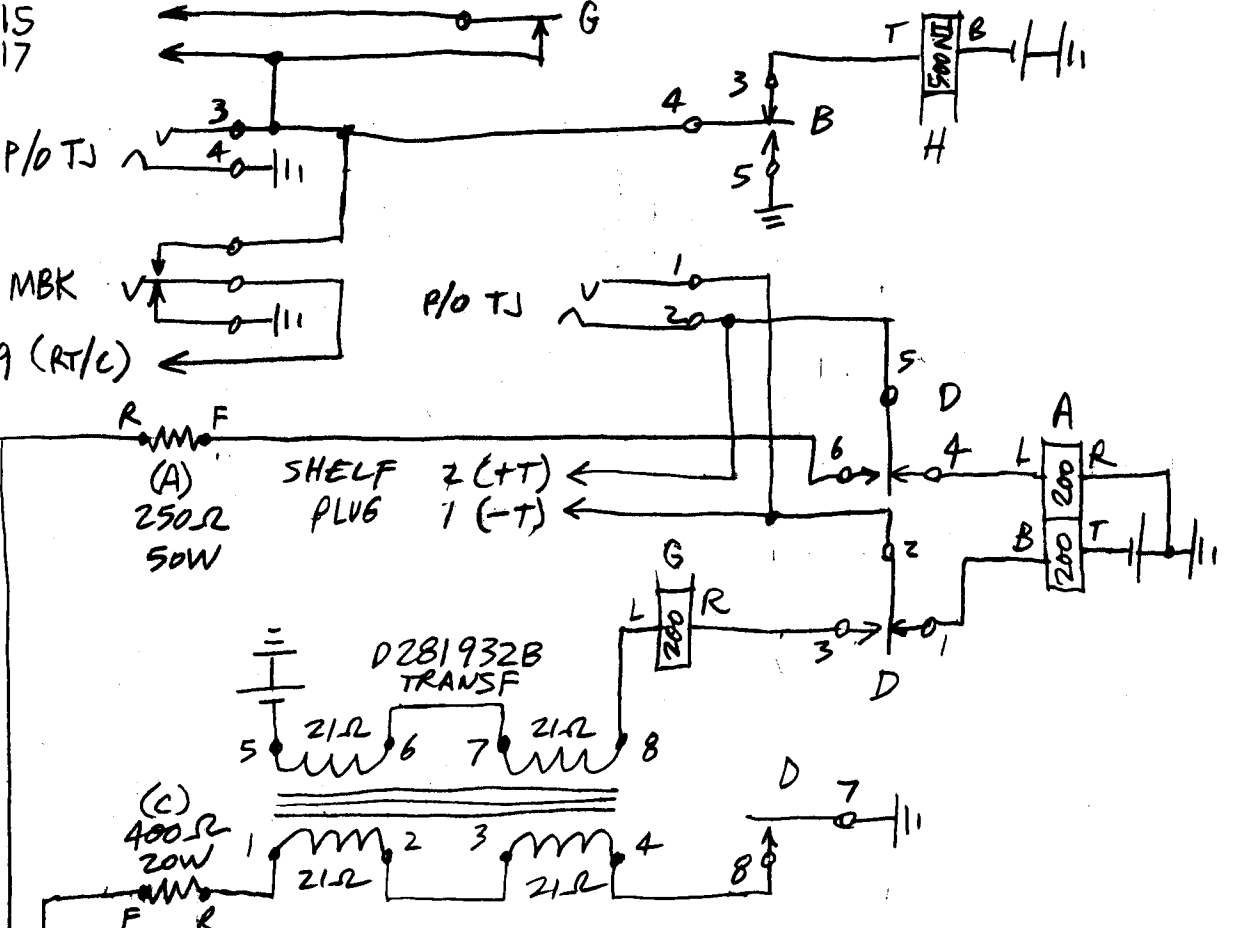 15
G
17
T
500NI
B
3
3
4
B
H
P/O TJ
4
5
MBK
P/O TJ
1
2
9 (RT/C)
5
D
A
R
F
6
4
L
200
R
(A)
250Ω
50W
SHELF
PLUG
2 (+T)
1 (-T)
B
200
T
2
G
L
200
R
3
1
D
D281932B
TRANSF
21Ω
21Ω
5
6
7
8
D
7
(C)
400Ω
20W
1
2
3
4
8
21Ω
21Ω
F
R